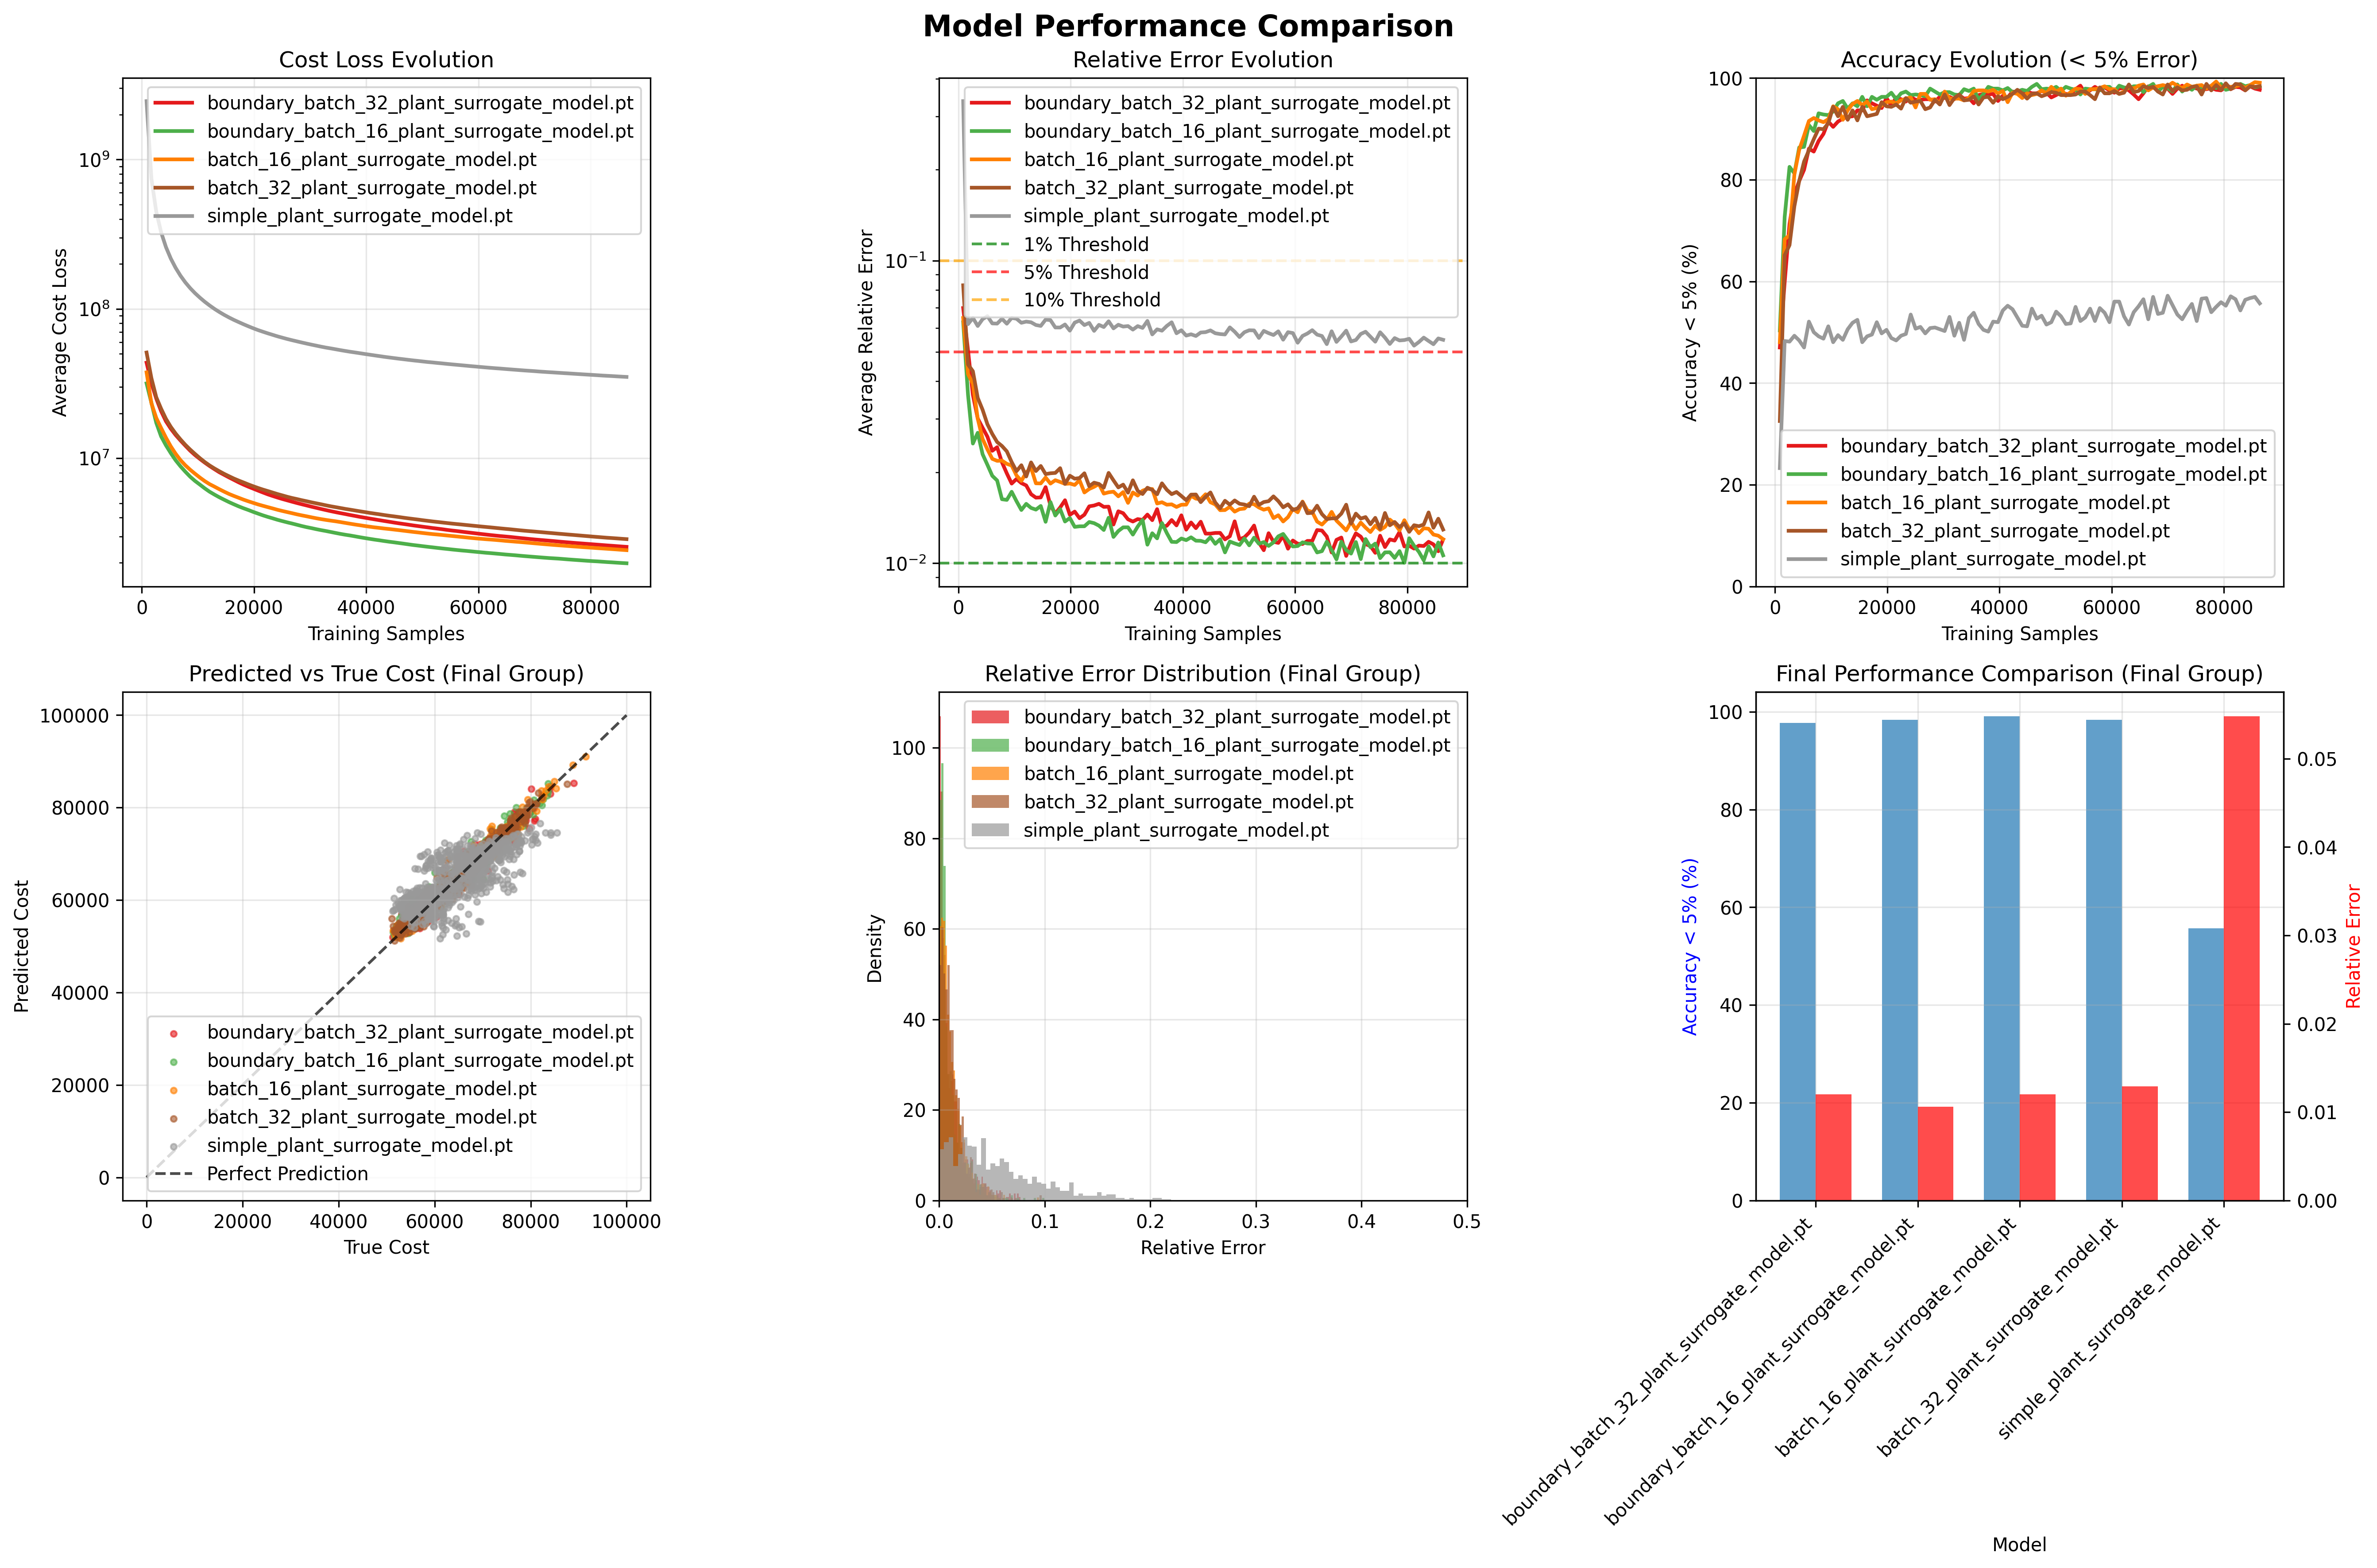 Model Performance Comparison
Cost Loss Evolution
Average Cost Loss
10^9
10^8
10^7
boundary_batch_32_plant_surrogate_model.pt
boundary_batch_16_plant_surrogate_model.pt
batch_16_plant_surrogate_model.pt
batch_32_plant_surrogate_model.pt
simple_plant_surrogate_model.pt
0 20000 40000 60000 80000
Training Samples
Relative Error Evolution
Average Relative Error
10^−1
10^−2
boundary_batch_32_plant_surrogate_model.pt
boundary_batch_16_plant_surrogate_model.pt
batch_16_plant_surrogate_model.pt
batch_32_plant_surrogate_model.pt
simple_plant_surrogate_model.pt
1% Threshold
5% Threshold
10% Threshold
0 20000 40000 60000 80000
Training Samples
Accuracy Evolution (< 5% Error)
Accuracy < 5% (%)
100
80
60
40
20
0
boundary_batch_32_plant_surrogate_model.pt
boundary_batch_16_plant_surrogate_model.pt
batch_16_plant_surrogate_model.pt
batch_32_plant_surrogate_model.pt
simple_plant_surrogate_model.pt
0 20000 40000 60000 80000
Training Samples
Predicted vs True Cost (Final Group)
Predicted Cost
100000
80000
60000
40000
20000
0
boundary_batch_32_plant_surrogate_model.pt
boundary_batch_16_plant_surrogate_model.pt
batch_16_plant_surrogate_model.pt
batch_32_plant_surrogate_model.pt
simple_plant_surrogate_model.pt
Perfect Prediction
0 20000 40000 60000 80000 100000
True Cost
Relative Error Distribution (Final Group)
Density
100
80
60
40
20
0
boundary_batch_32_plant_surrogate_model.pt
boundary_batch_16_plant_surrogate_model.pt
batch_16_plant_surrogate_model.pt
batch_32_plant_surrogate_model.pt
simple_plant_surrogate_model.pt
0.0 0.1 0.2 0.3 0.4 0.5
Relative Error
Final Performance Comparison (Final Group)
Accuracy < 5% (%)
100
80
60
40
20
0
0.05
0.04
0.03
0.02
0.01
0.00
Relative Error
boundary_batch_32_plant_surrogate_model.pt
boundary_batch_16_plant_surrogate_model.pt
batch_16_plant_surrogate_model.pt
batch_32_plant_surrogate_model.pt
simple_plant_surrogate_model.pt
Model